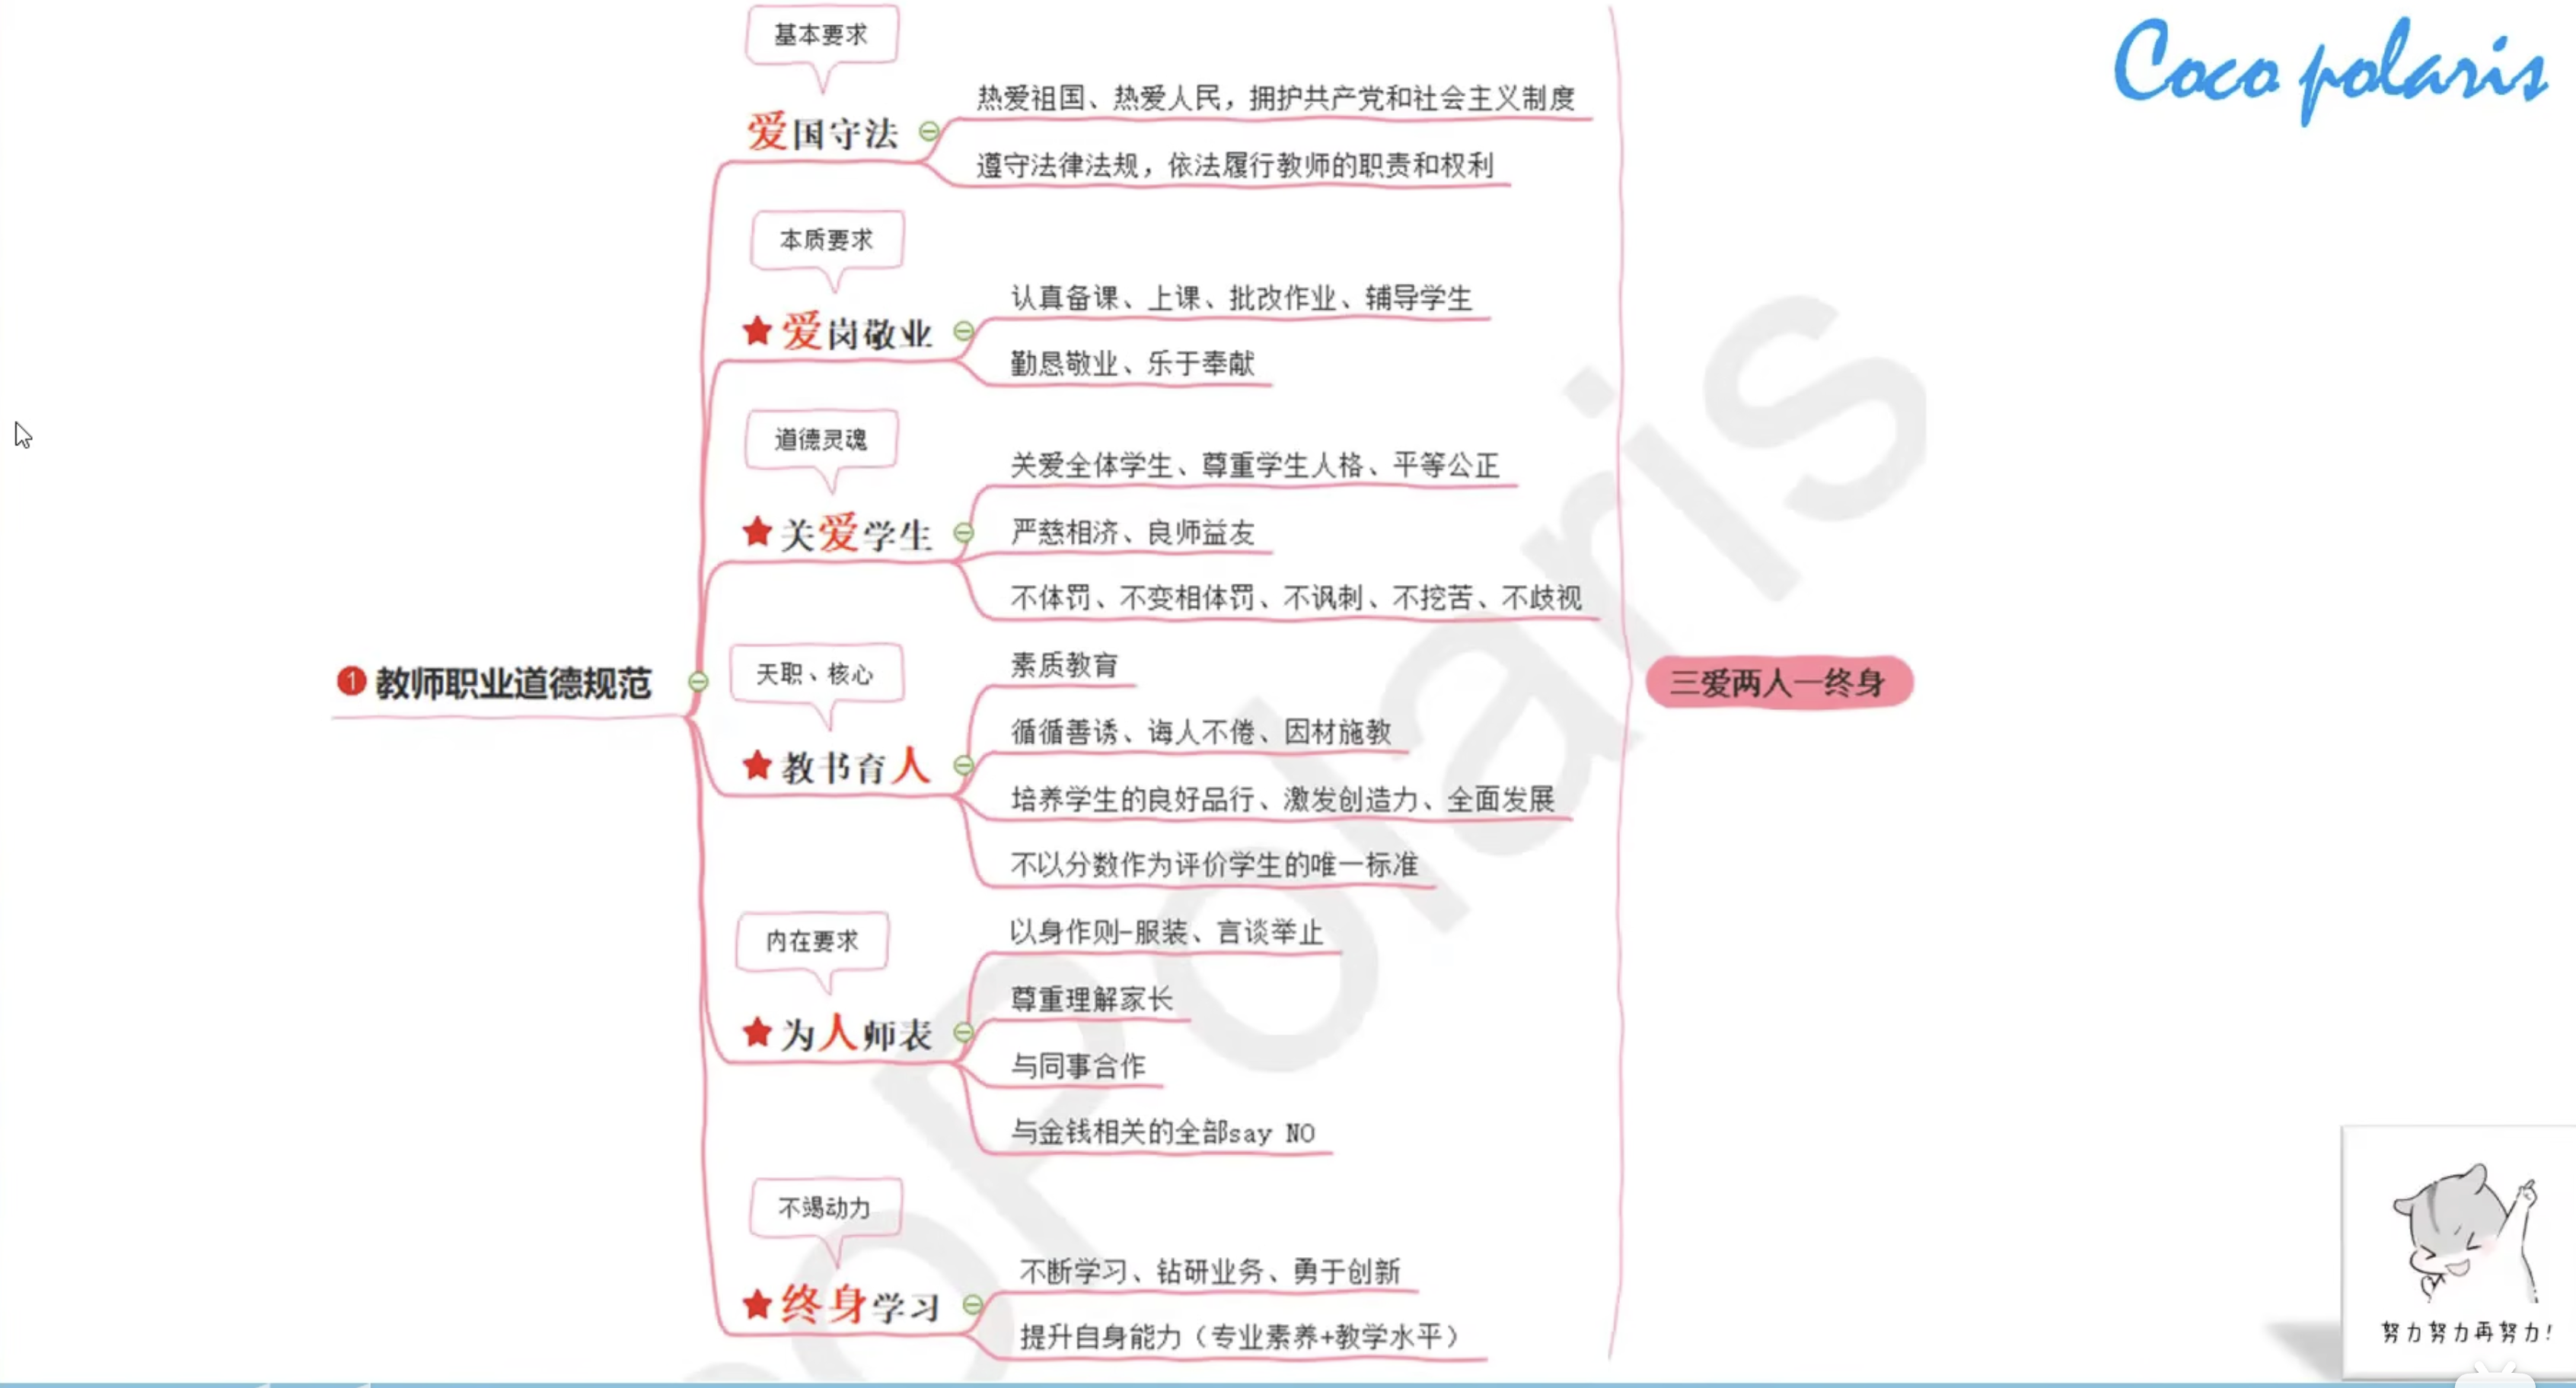 Coco polaris
基本要求
爱国守法
热爱祖国、热爱人民，拥护共产党和社会主义制度
遵守法律法规，依法履行教师的职责和权利
本质要求
爱岗敬业
认真备课、上课、批改作业、辅导学生
勤恳敬业、乐于奉献
道德灵魂
关爱学生
关爱全体学生、尊重学生人格、平等公正
严慈相济、良师益友
不体罚、不变相体罚、不讽刺、不挖苦、不歧视
1 教师职业道德规范
天职、核心
教书育人
素质教育
循循善诱、诲人不倦、因材施教
培养学生的良好品行、激发创造力、全面发展
不以分数作为评价学生的唯一标准
内在要求
为人师表
以身作则-服装、言谈举止
尊重理解家长
与同事合作
与金钱相关的全部say NO
不竭动力
终身学习
不断学习、钻研业务、勇于创新
提升自身能力（专业素养+教学水平）
三爱两人一终身
oPolaris
努力努力再努力!